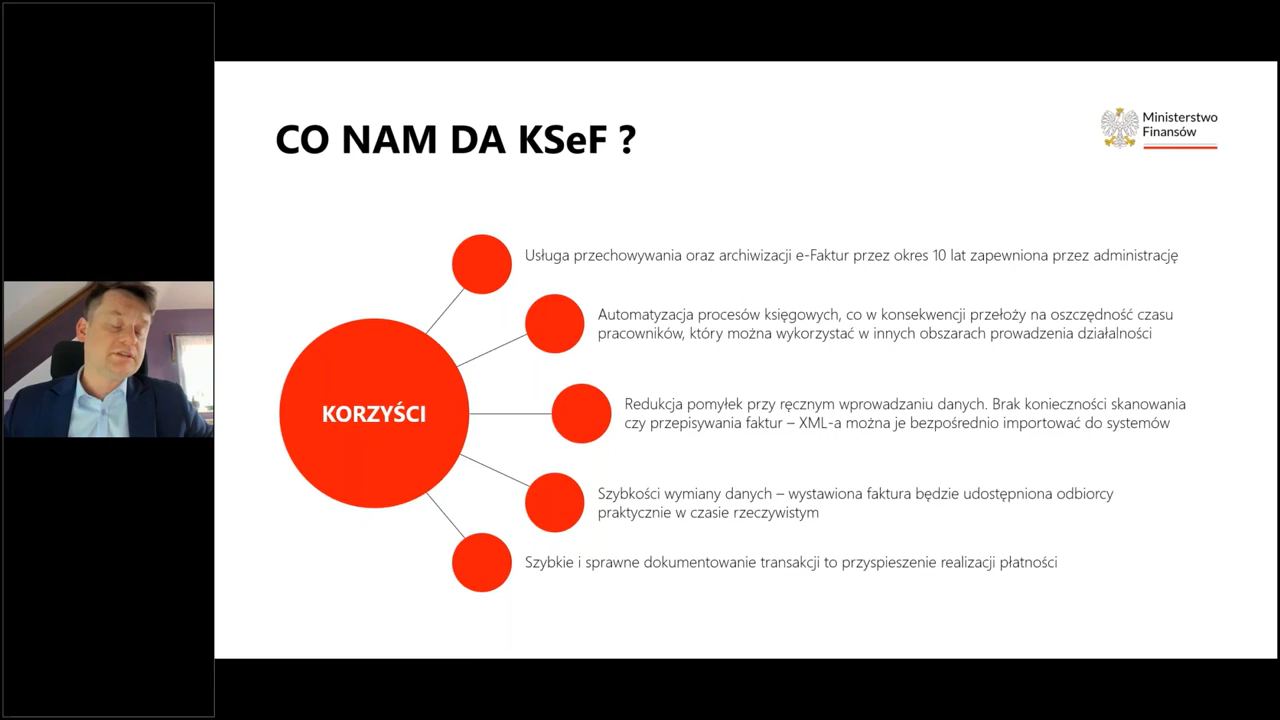 CO NAM DA KSeF ?
Ministerstwo
Finansów
KORZYŚCI
Usługa przechowywania oraz archiwizacji e-Faktur przez okres 10 lat zapewniona przez administrację
Automatyzacja procesów księgowych, co w konsekwencji przełoży na oszczędność czasu
pracowników, który można wykorzystać w innych obszarach prowadzenia działalności
Redukcja pomyłek przy ręcznym wprowadzaniu danych. Brak konieczności skanowania
czy przepisywania faktur – XML-a można je bezpośrednio importować do systemów
Szybkości wymiany danych – wystawiona faktura będzie udostępniona odbiorcy
praktycznie w czasie rzeczywistym
Szybkie i sprawne dokumentowanie transakcji to przyspieszenie realizacji płatności